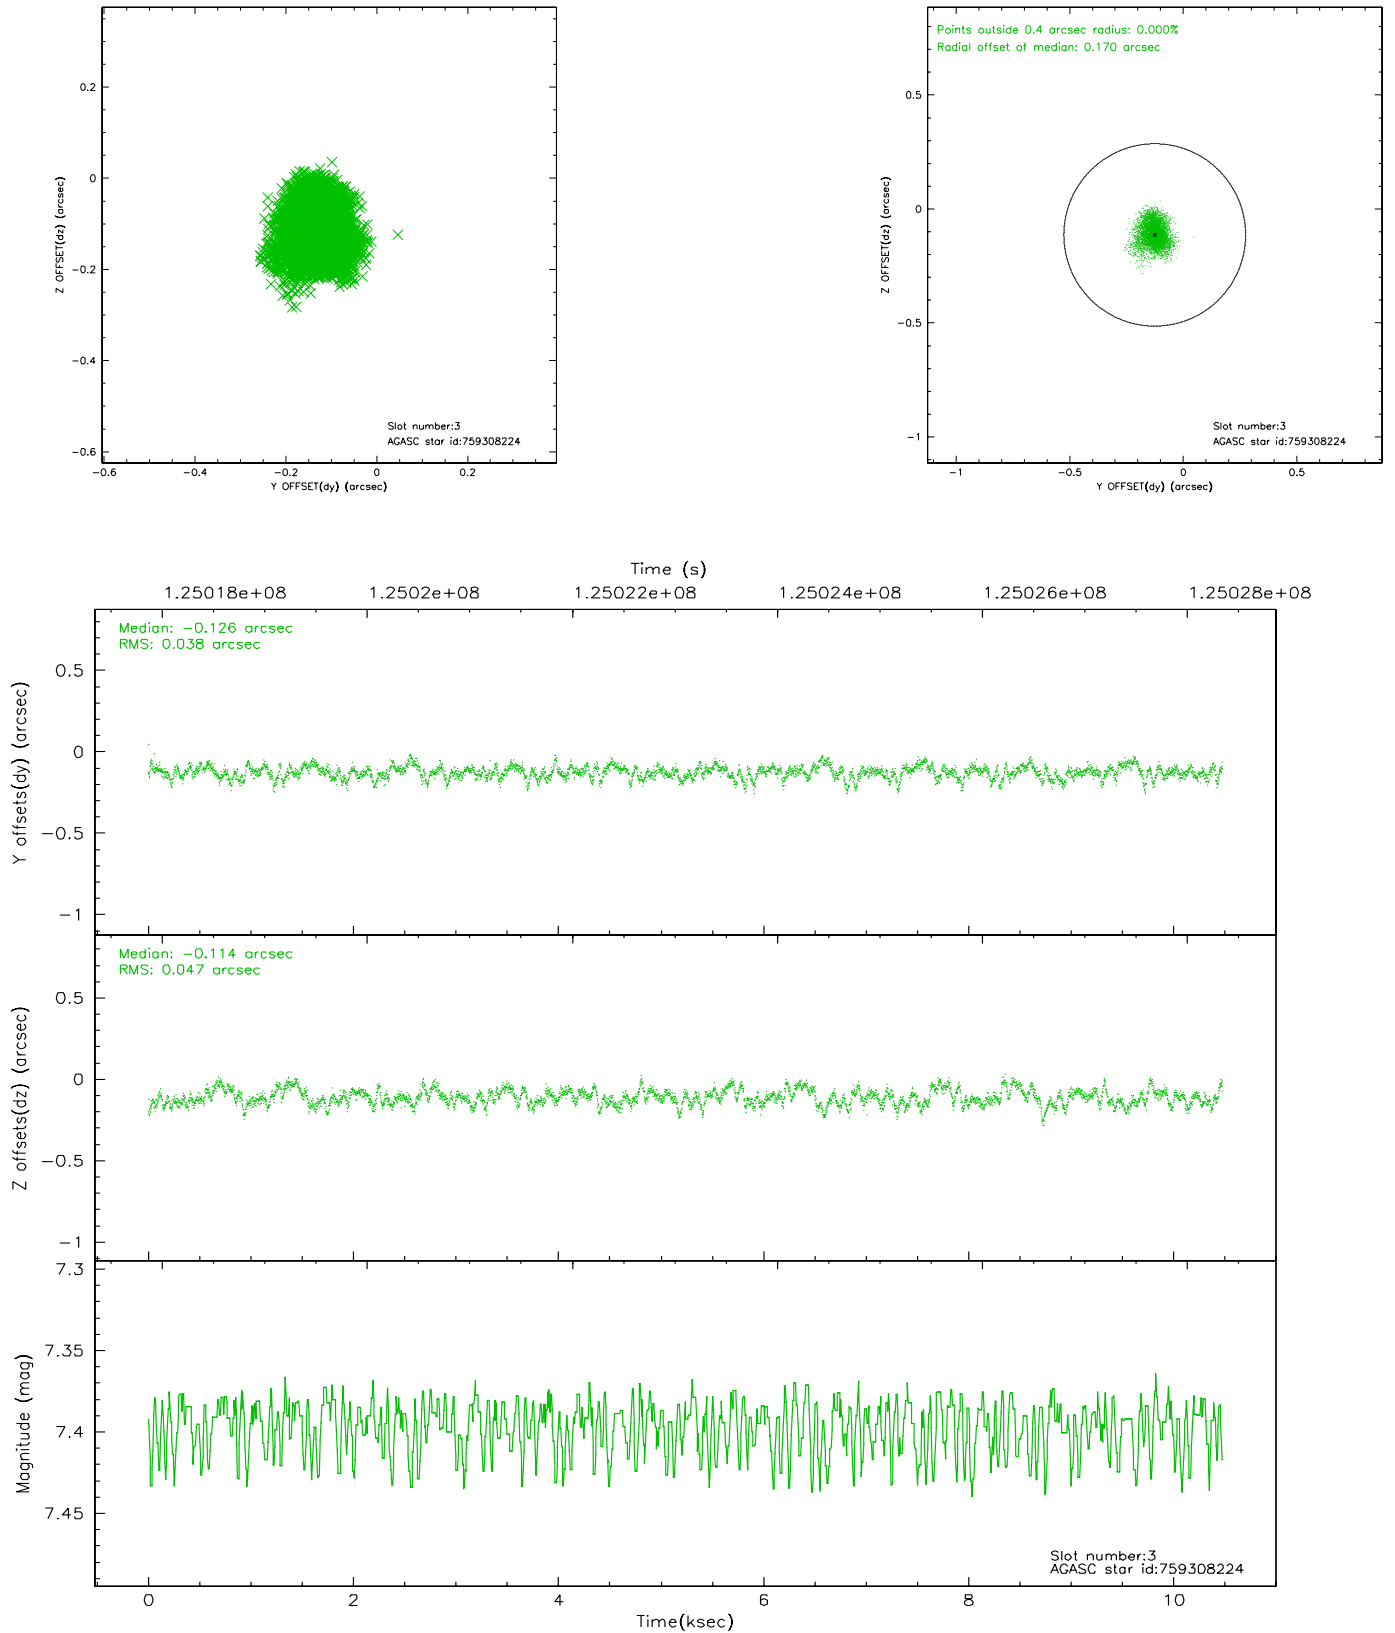 0.2
0
−0.2
−0.4
−0.6
Z OFFSET(dz) (arcsec)
Slot number:3
AGASC star id:759308224
−0.6
−0.4
−0.2
0
0.2
Y OFFSET(dy) (arcsec)
Points outside 0.4 arcsec radius: 0.000%
Radial offset of median: 0.170 arcsec
0.5
0
−0.5
−1
Z OFFSET(dz) (arcsec)
Slot number:3
AGASC star id:759308224
−1
−0.5
0
0.5
Y OFFSET(dy) (arcsec)
Time (s)
1.25018e+08
1.2502e+08
1.25022e+08
1.25024e+08
1.25026e+08
1.25028e+08
Median: −0.126 arcsec
RMS: 0.038 arcsec
0.5
0
−0.5
−1
Y offsets(dy) (arcsec)
Median: −0.114 arcsec
RMS: 0.047 arcsec
0.5
0
−0.5
−1
Z offsets(dz) (arcsec)
7.3
7.35
7.4
7.45
Magnitude (mag)
Slot number:3
AGASC star id:759308224
0
2
4
6
8
10
Time(ksec)